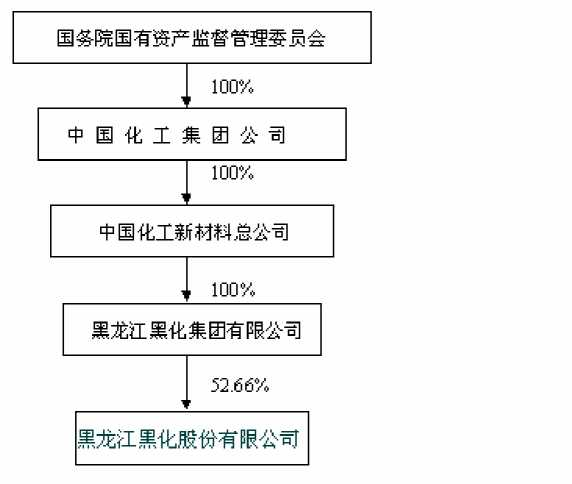 国务院国有资产监督管理委员会
100%
中国化工集团公司
100%
中国化工新材料总公司
100%
黑龙江黑化集团有限公司
52.66%
黑龙江黑化股份有限公司